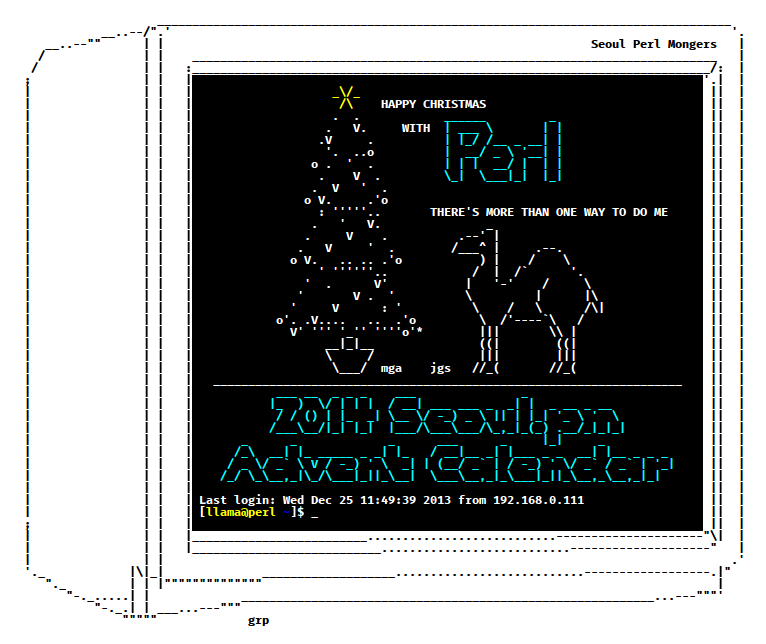 Seoul Perl Mongers
HAPPY CHRISTMAS
WITH Perl
THERE'S MORE THAN ONE WAY TO DO ME
mga jgs
2014 Seoul.pm
Advent Calendar
Last login: Wed Dec 25 11:49:39 2013 from 192.168.0.111
[llama@perl ~]$ _
grp